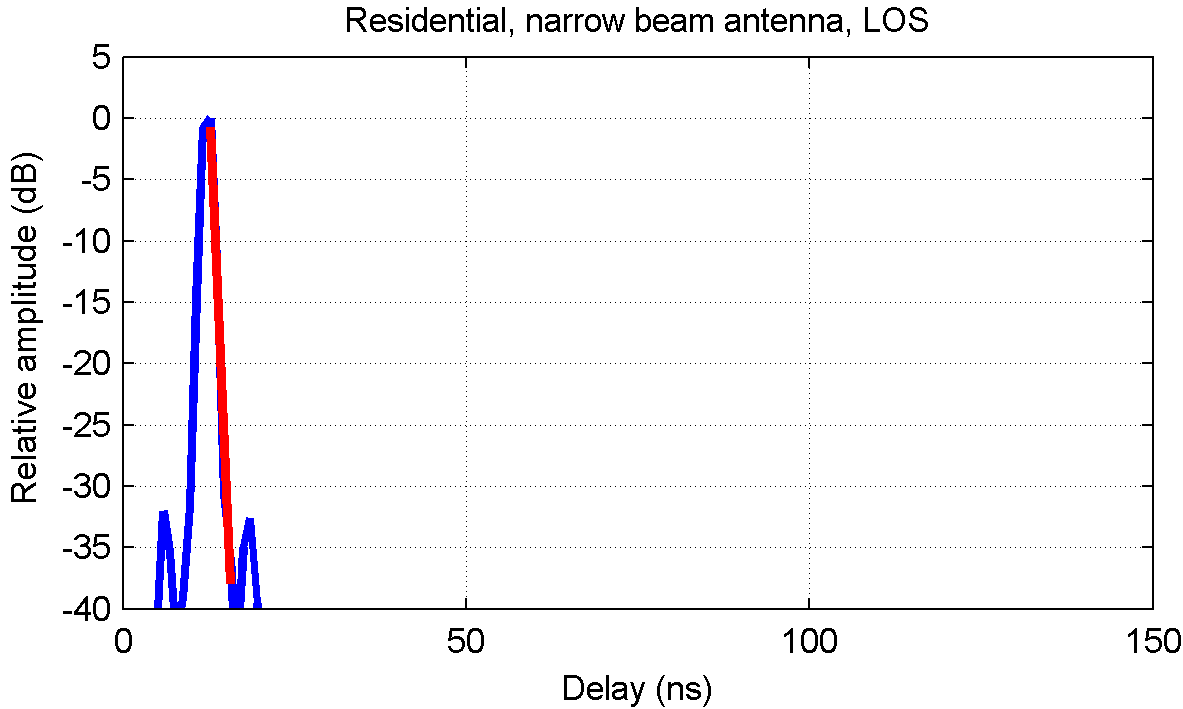 Residential, narrow beam antenna, LOS
5
0
-5
-10
-15
-20
-25
-30
-35
-40
Relative amplitude (dB)
0 50 100 150
Delay (ns)